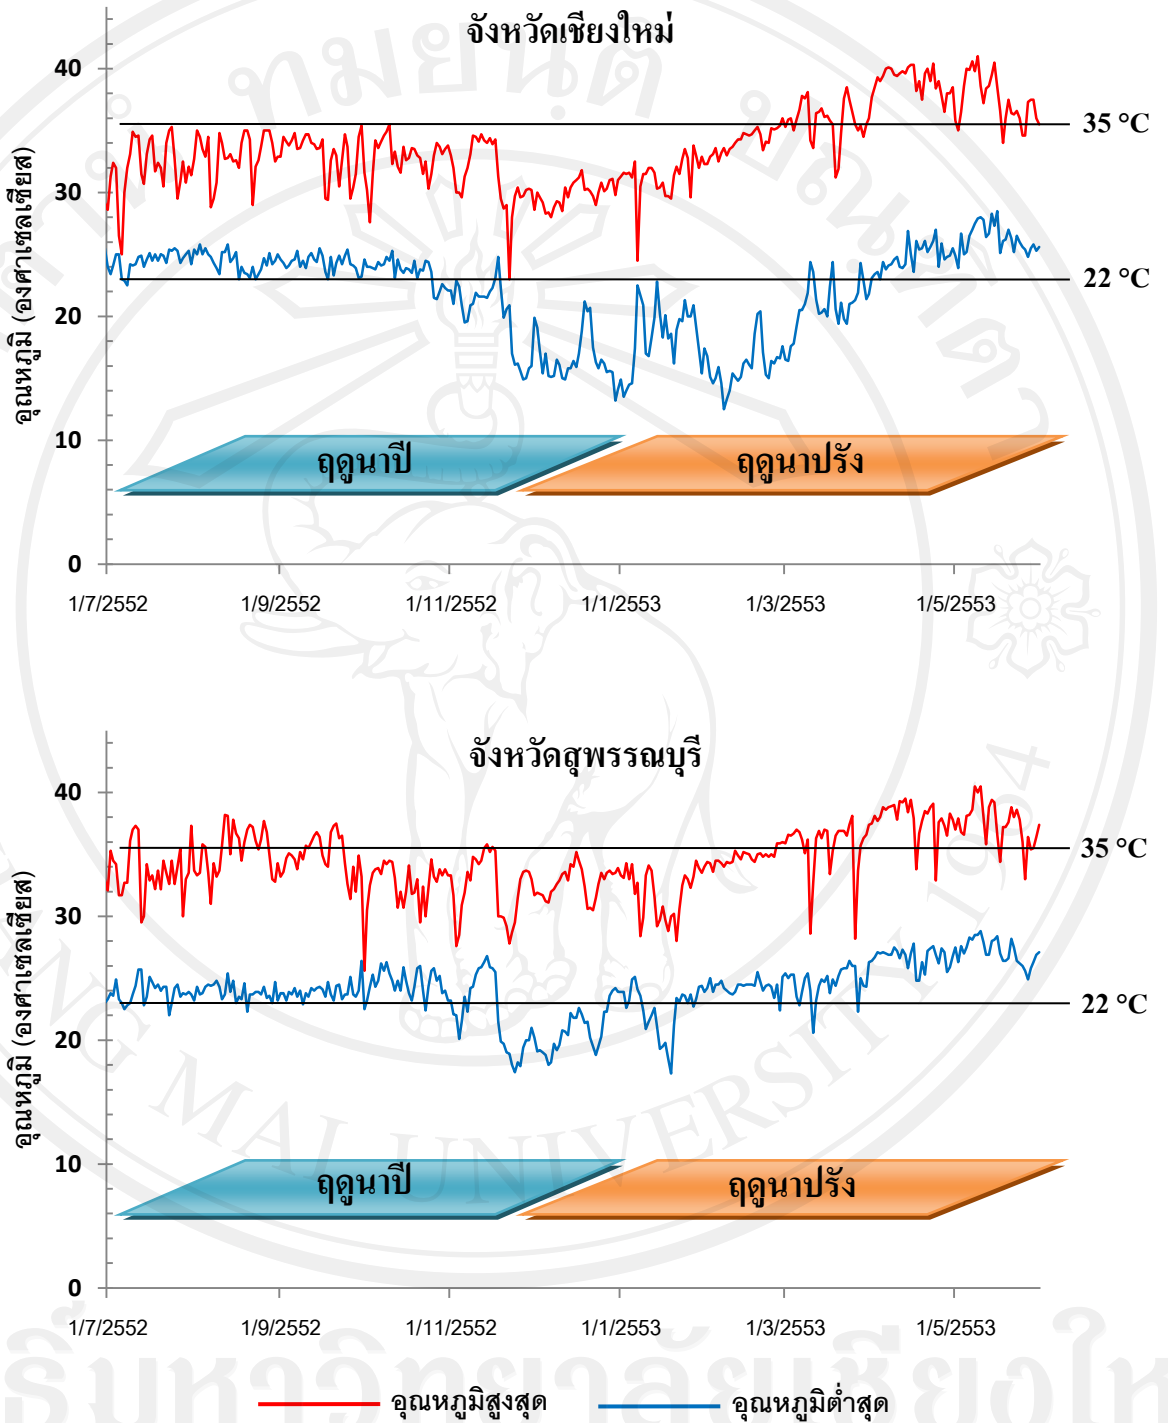 จังหวัดเชียงใหม่
อุณหภูมิ (องศาเซลเซียส)
40
30
20
10
0
35 °C
22 °C
ฤดูนาปี
ฤดูนาปรัง
1/7/2552 1/9/2552 1/11/2552 1/1/2553 1/3/2553 1/5/2553
จังหวัดสุพรรณบุรี
อุณหภูมิ (องศาเซลเซียส)
40
30
20
10
0
35 °C
22 °C
ฤดูนาปี
ฤดูนาปรัง
1/7/2552 1/9/2552 1/11/2552 1/1/2553 1/3/2553 1/5/2553
อุณหภูมิสูงสุด อุณหภูมิต่ำสุด